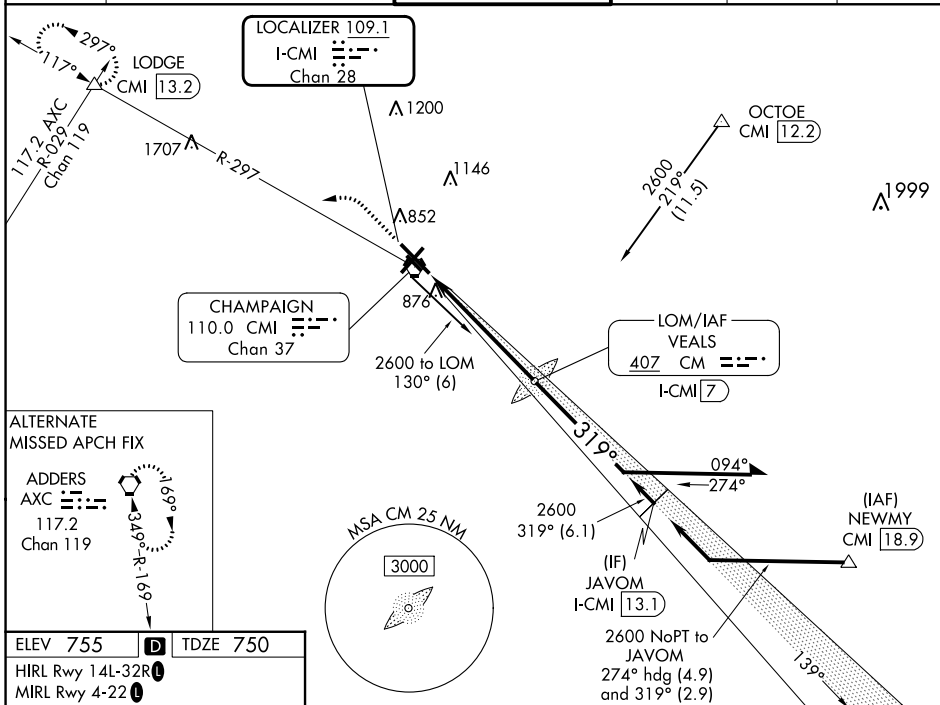 LOCALIZER 109.1
I-CMI
Chan 28
297°
117°
LODGE
CMI 13.2
117.2 AXC
R-029
Chan 119
1707
R-297
1200
1146
852
OCTOE
CMI 12.2
2600
219°
(11.5)
1999
CHAMPAIGN
110.0 CMI
Chan 37
876
2600 to LOM
130° (6)
LOM/IAF
VEALS
407 CM
I-CMI 7
319°
094°
274°
ALTERNATE
MISSED APCH FIX
ADDERS
AXC
117.2
Chan 119
169°
349°
R-169
MSA CM 25 NM
3000
2600
319° (6.1)
(IF)
JAVOM
I-CMI 13.1
(IAF)
NEWMY
CMI 18.9
2600 NoPT to
JAVOM
274° hdg (4.9)
and 319° (2.9)
139°
ELEV 755 D TDZE 750
HIRL Rwy 14L-32R L
MIRL Rwy 4-22 L